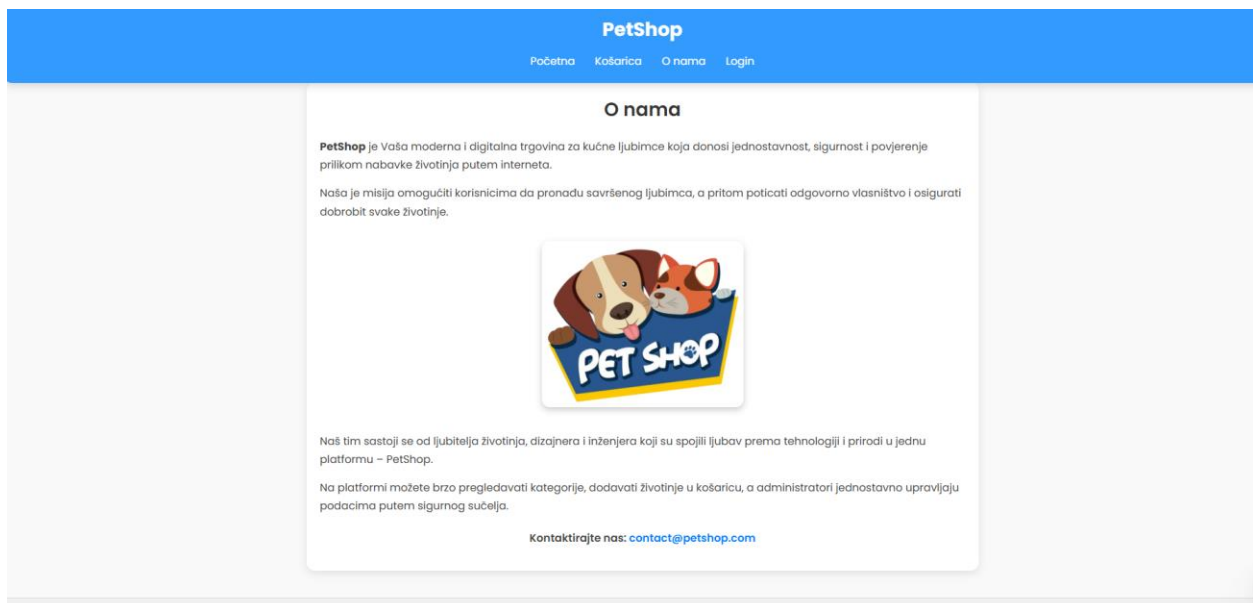 PetShop
Početna Košarica O nama Login
O nama
PetShop je Vaša moderna i digitalna trgovina za kućne ljubimce koja donosi jednostavnost, sigurnost i povjerenje
prilikom nabavke životinja putem interneta.
Naša je misija omogućiti korisnicima da pronađu savršenog ljubimca, a pritom poticati odgovorno vlasništvo i osigurati
dobrobit svake životinje.
PET SHOP
Naš tim sastoji se od ljubitelja životinja, dizajnera i inženjera koji su spojili ljubav prema tehnologiji i prirodi u jednu
platformu – PetShop.
Na platformi možete brzo pregledavati kategorije, dodavati životinje u košaricu, a administratori jednostavno upravljaju
podacima putem sigurnog sučelja.
Kontaktirajte nas: contact@petshop.com